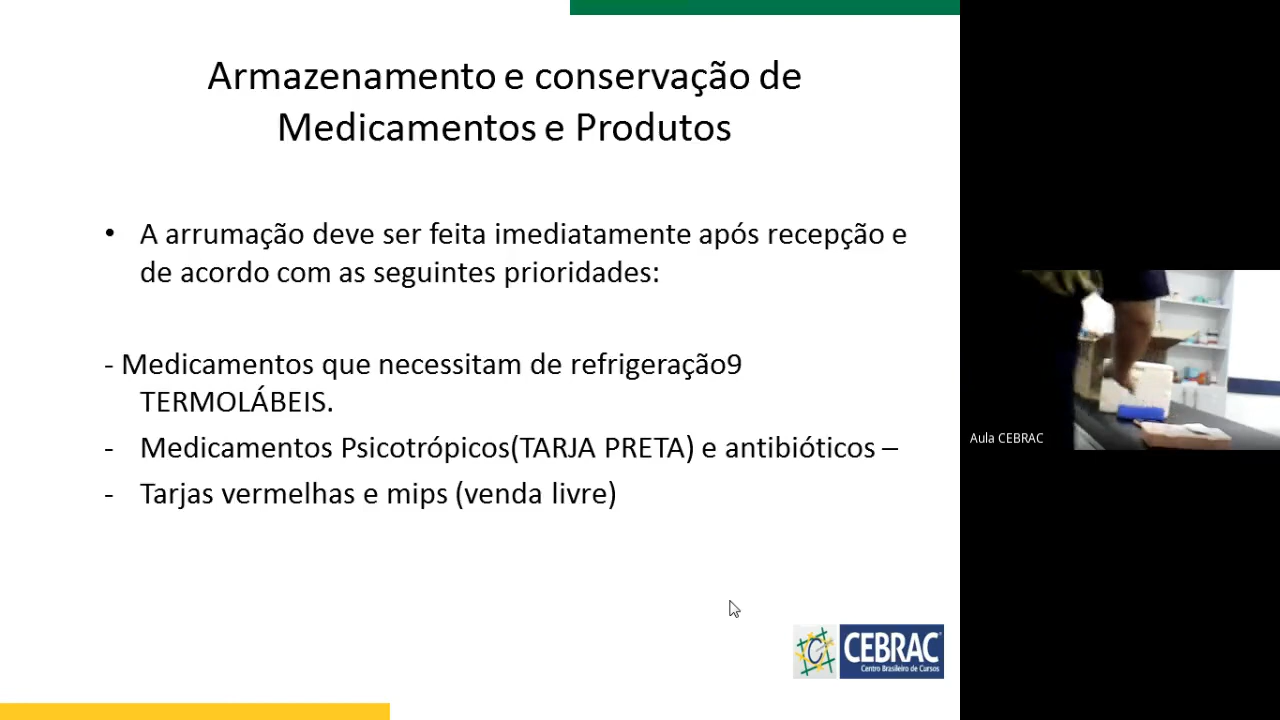 Armazenamento e conservação de
Medicamentos e Produtos
• A arrumação deve ser feita imediatamente após recepção e
de acordo com as seguintes prioridades:
- Medicamentos que necessitam de refrigeração9
TERMOLÁBEIS.
- Medicamentos Psicotrópicos(TARJA PRETA) e antibióticos –
- Tarjas vermelhas e mips (venda livre)
Aula CEBRAC
CEBRAC
Centro Brasileiro de Cursos